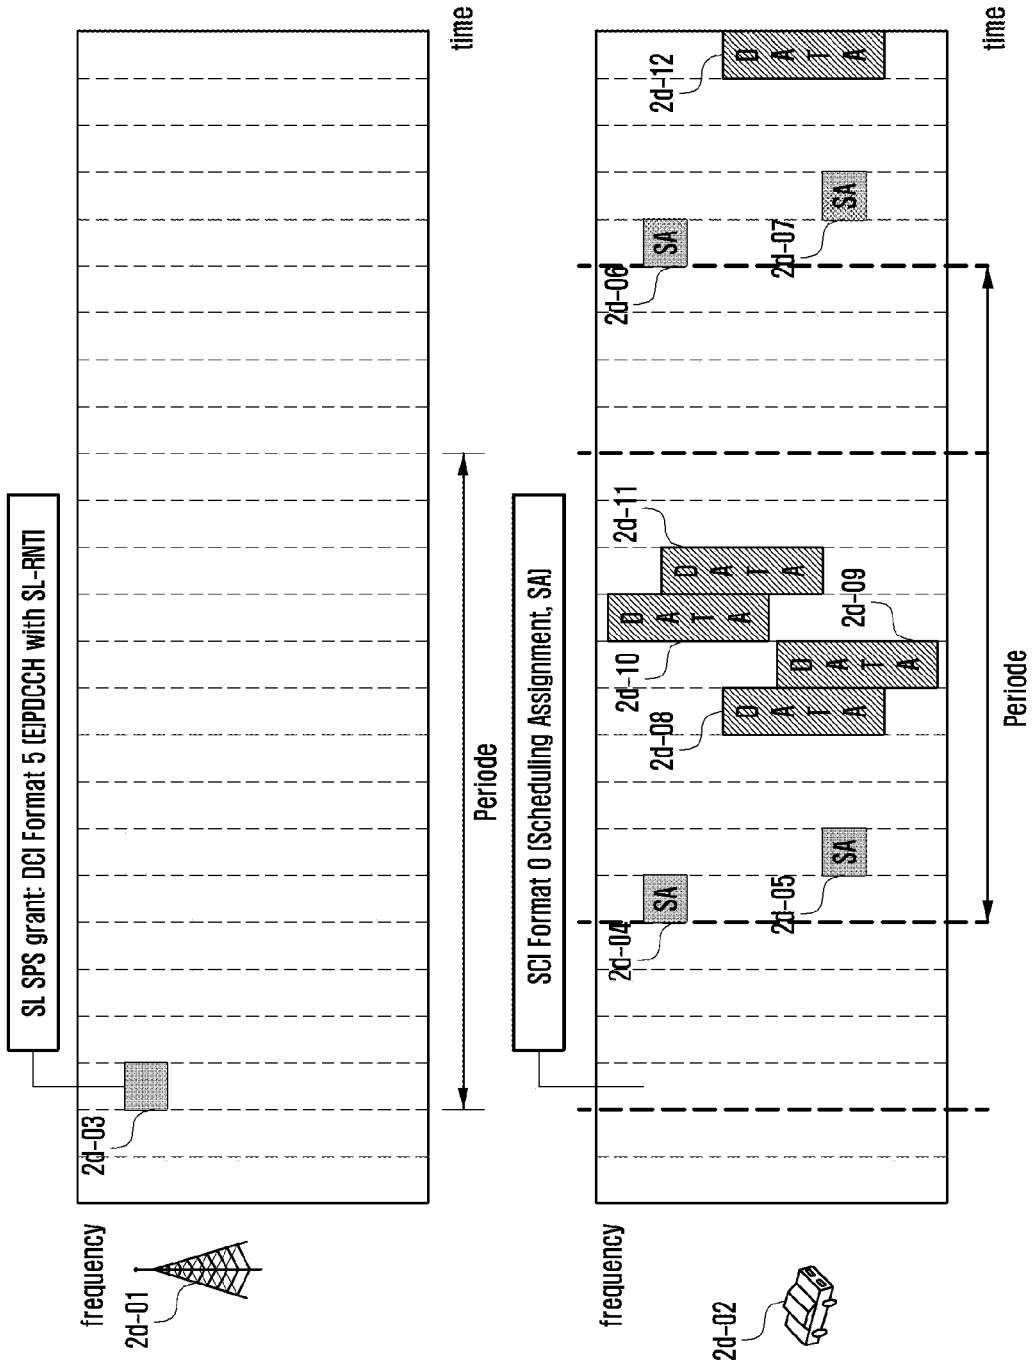 SL SPS grant: DCI Format 5 (E)PDCCH with SL-RNTI
frequency
2d-01
2d-03
time
Periode
SCI Format 0 (Scheduling Assignment, SA)
frequency
2d-02
2d-04
SA
2d-05
SA
2d-08
DATA
DATA
2d-09
2d-10
DATA
DATA
2d-11
2d-06
SA
2d-07
SA
2d-12
DATA
time
Periode